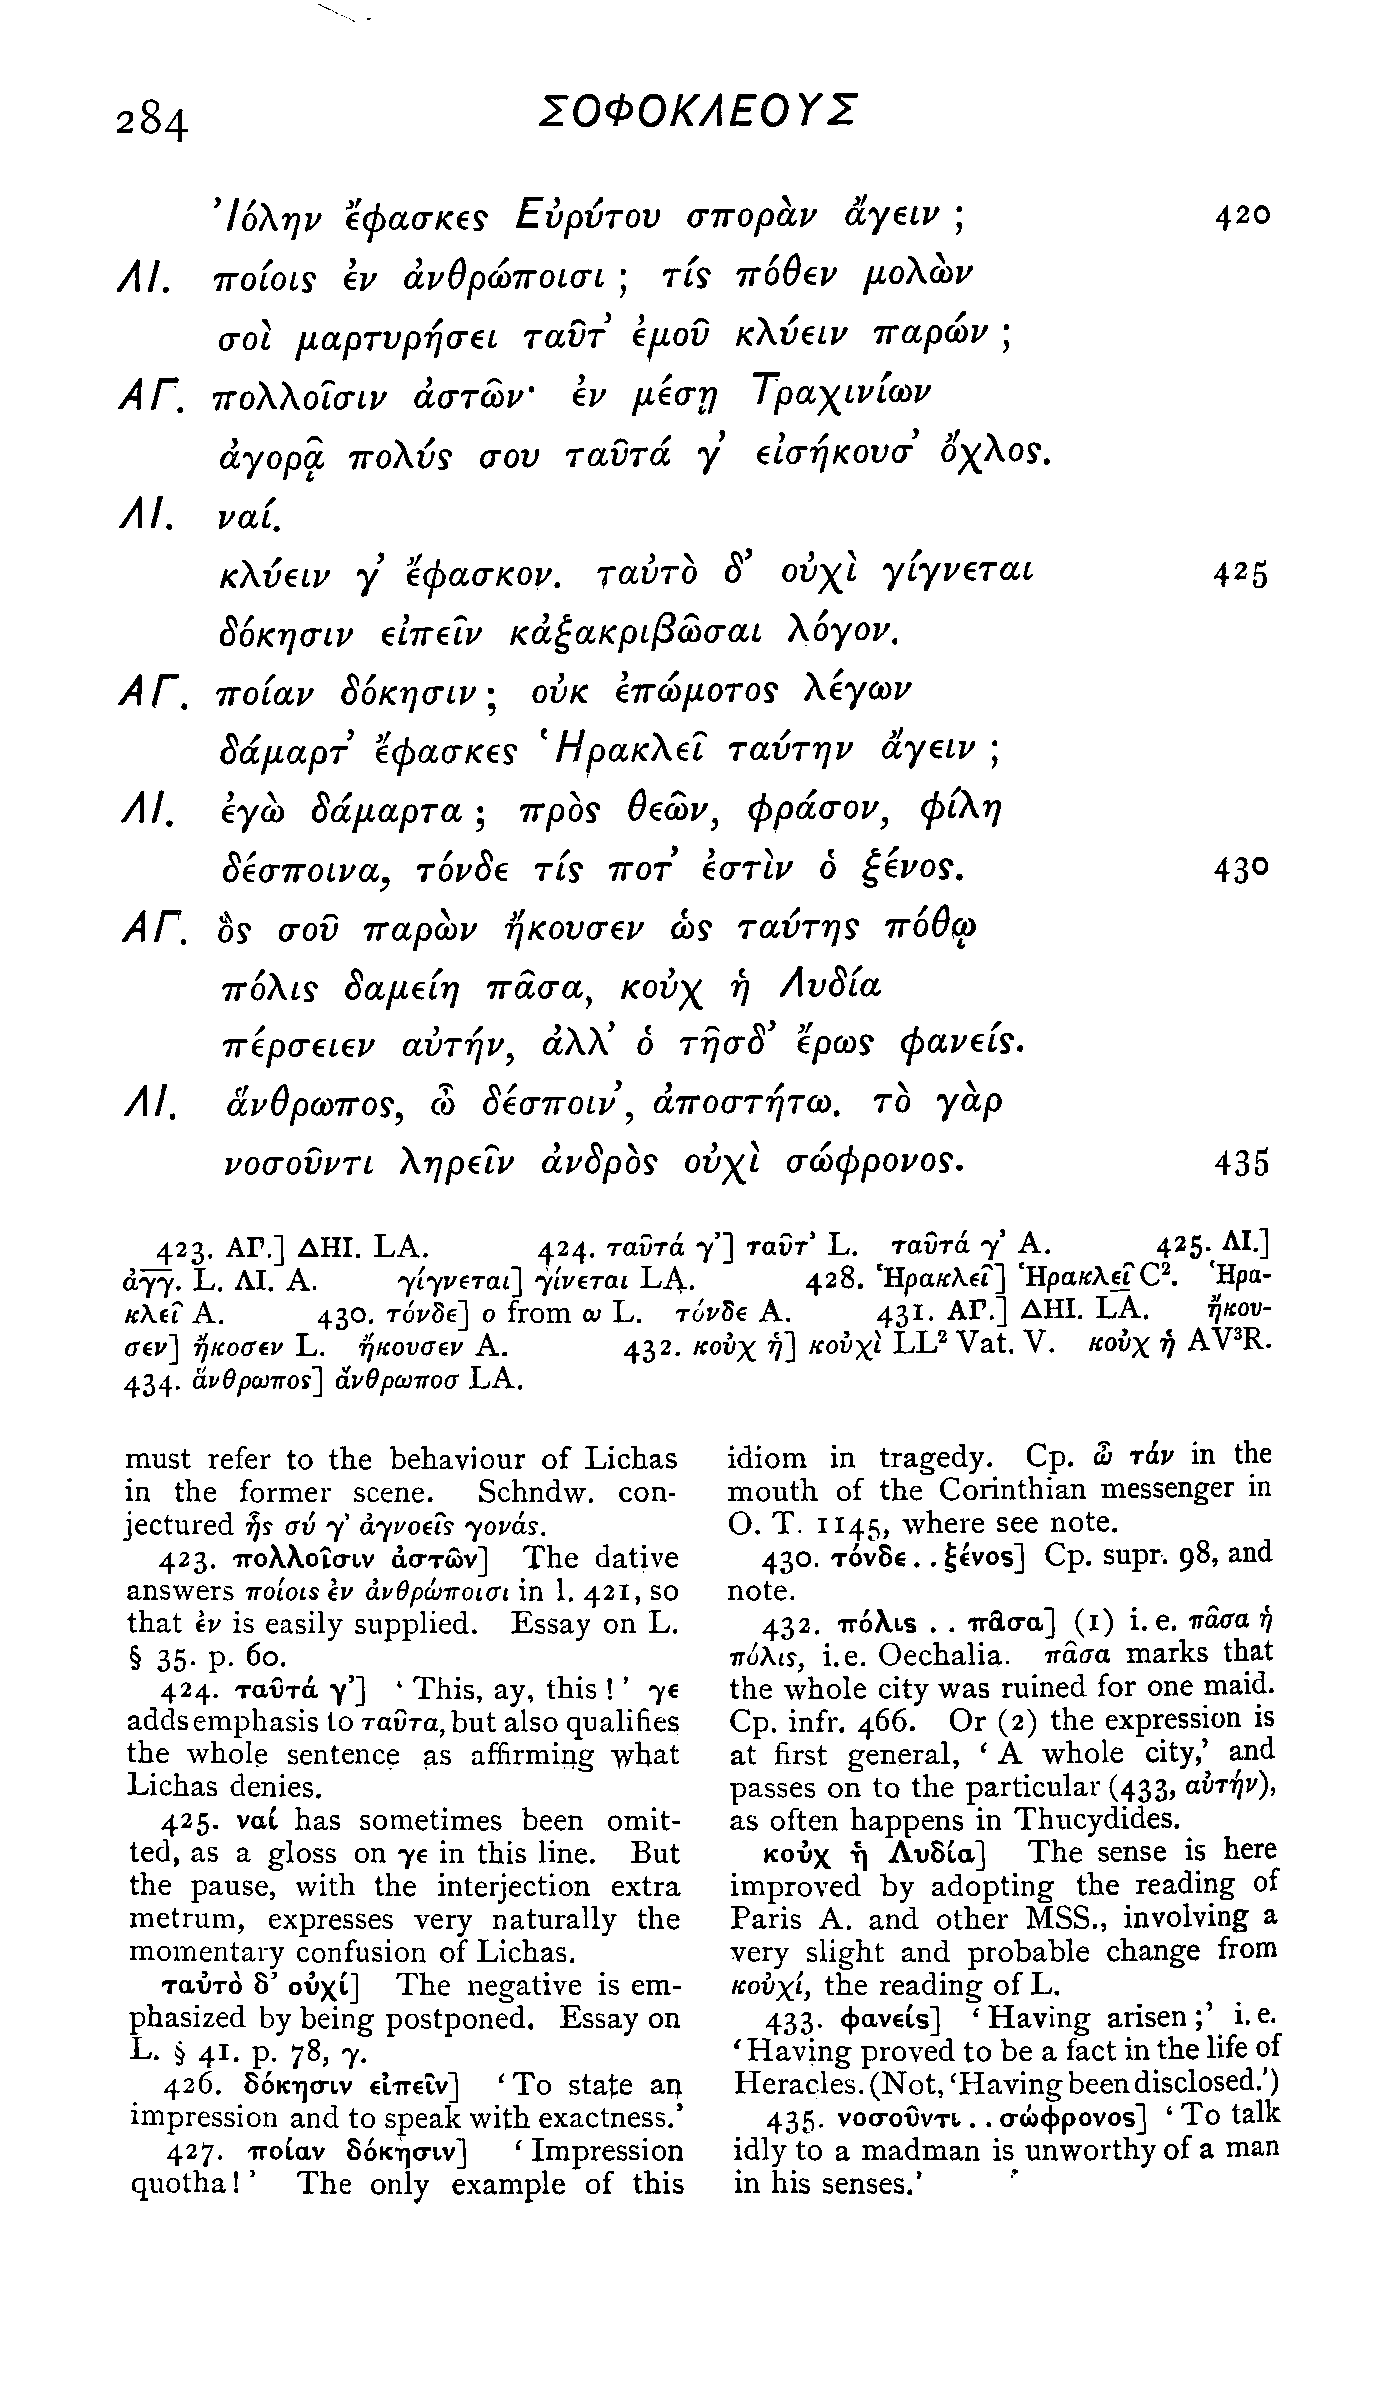 284 ΣΟΦΟΚΛΕΟΥΣ
Ἰόλην ἔφασκες Εὐρύτου σπορὰν ἄγειν ; 420
ΛΙ. ποίοις ἐν ἀνθρώποισι ; τίς πόθεν μολὼν
σοὶ μαρτυρήσει ταῦτ’ ἐμοῦ κλύειν παρών ;
ΑΓ. πολλοῖσιν ἀστῶν· ἐν μέσῃ Τραχινίων
ἀγορᾷ πολύς σου ταῦτά γ’ εἰσήκουσ’ ὄχλος.
ΛΙ. ναί.
κλύειν γ’ ἔφασκον. ταὐτὸ δ’ οὐχὶ γίγνεται 425
δόκησιν εἰπεῖν κἀξακριβῶσαι λόγον.
ΑΓ. ποίαν δόκησιν ; οὐκ ἐπώμοτος λέγων
δάμαρτ’ ἔφασκες Ἡρακλεῖ ταύτην ἄγειν ;
ΛΙ. ἐγὼ δάμαρτα ; πρὸς θεῶν, φράσον, φίλη
δέσποινα, τόνδε τίς ποτ’ ἐστὶν ὁ ξένος. 430
ΑΓ. ὃς σοῦ παρὼν ἤκουσεν ὡς ταύτης πόθῳ
πόλις δαμείη πᾶσα, κοὐχ ἡ Λυδία
πέρσειεν αὐτήν, ἀλλ’ ὁ τῆσδ’ ἔρως φανείς.
ΛΙ. ἅνθρωπος, ὦ δέσποιν’, ἀποστήτω. τὸ γὰρ
νοσοῦντι ληρεῖν ἀνδρὸς οὐχὶ σώφρονος. 435
423. ΑΓ.] ΔΗΙ. LA. 424. ταῦτά γ’] ταῦτ’ L. ταῦτά γ’ A. 425. ΛΙ.]
ἀγγ. L. ΛΙ. A. γίγνεται] γίνεται LA. 428. Ἡρακλεῖ] Ἡρακλεῖ C². Ἡρα-
κλεῖ A. 430. τόνδε] ο from ω L. τόνδε A. 431. ΑΓ.] ΔΗΙ. LA. ἤκου-
σεν] ἤκοσεν L. ἤκουσεν A. 432. κοὐχ ἡ] κοὐχὶ LL² Vat. V. κοὐχ ἡ AV³R.
434. ἅνθρωπος] ἄνθρωποσ LA.
must refer to the behaviour of Lichas
in the former scene. Schndw. con-
jectured ἧς σύ γ’ ἀγνοεῖς γονάς.
423. πολλοῖσιν ἀστῶν] The dative
answers ποίοις ἐν ἀνθρώποισι in l. 421, so
that ἐν is easily supplied. Essay on L.
§ 35. p. 60.
424. ταῦτά γ’] ‘This, ay, this!’ γε
adds emphasis to ταῦτα, but also qualifies
the whole sentence as affirming what
Lichas denies.
425. ναί has sometimes been omit-
ted, as a gloss on γε in this line. But
the pause, with the interjection extra
metrum, expresses very naturally the
momentary confusion of Lichas.
ταὐτὸ δ’ οὐχί] The negative is em-
phasized by being postponed. Essay on
L. § 41. p. 78, γ.
426. δόκησιν εἰπεῖν] ‘To state an
impression and to speak with exactness.’
427. ποίαν δόκησιν] ‘Impression
quotha!’ The only example of this
idiom in tragedy. Cp. ὦ τάν in the
mouth of the Corinthian messenger in
O. T. 1145, where see note.
430. τόνδε . . ξένος] Cp. supr. 98, and
note.
432. πόλις . . πᾶσα] (1) i. e. πᾶσα ἡ
πόλις, i.e. Oechalia. πᾶσα marks that
the whole city was ruined for one maid.
Cp. infr. 466. Or (2) the expression is
at first general, ‘A whole city,’ and
passes on to the particular (433, αὐτήν),
as often happens in Thucydides.
κοὐχ ἡ Λυδία] The sense is here
improved by adopting the reading of
Paris A. and other MSS., involving a
very slight and probable change from
κοὐχί, the reading of L.
433. φανείς] ‘Having arisen;’ i. e.
‘Having proved to be a fact in the life of
Heracles. (Not, ‘Having been disclosed.’)
435. νοσοῦντι . . σώφρονος] ‘To talk
idly to a madman is unworthy of a man
in his senses.’